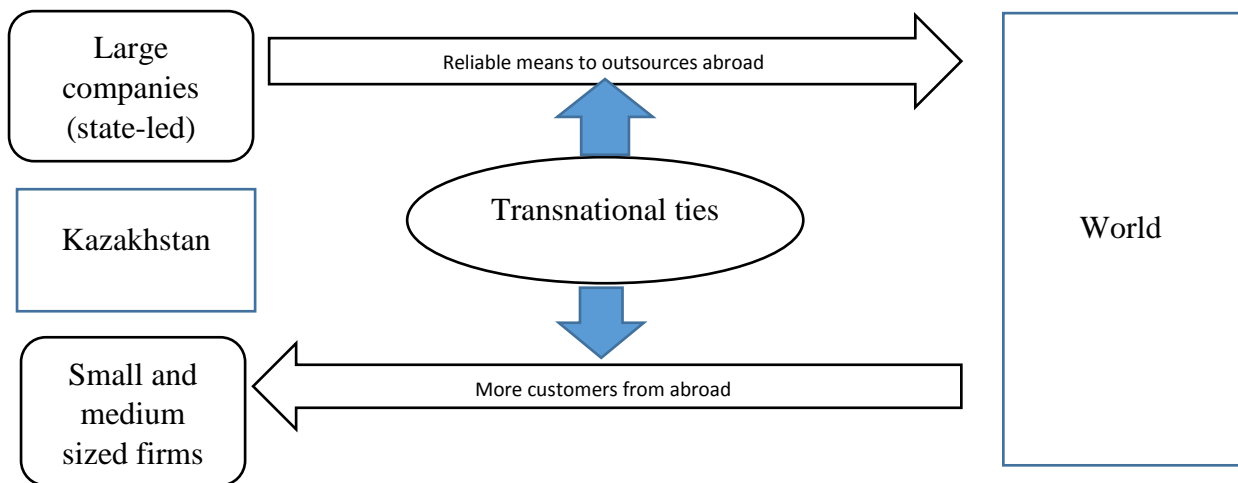 Large
companies
(state-led)
Reliable means to outsources abroad
Kazakhstan
Transnational ties
World
Small and
medium
sized firms
More customers from abroad